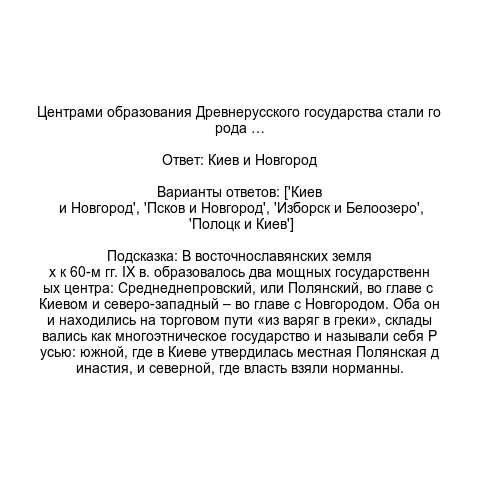 Центрами образования Древнерусского государства стали го
рода …
Ответ: Киев и Новгород
Варианты ответов: ['Киев
и Новгород', 'Псков и Новгород', 'Изборск и Белоозеро',
'Полоцк и Киев']
Подсказка: В восточнославянских земля
х к 60-м гг. IX в. образовалось два мощных государственн
ых центра: Среднеднепровский, или Полянский, во главе с
Киевом и северо-западный – во главе с Новгородом. Оба он
и находились на торговом пути «из варяг в греки», склады
вались как многоэтническое государство и называли себя Р
усью: южной, где в Киеве утвердилась местная Полянская д
инастия, и северной, где власть взяли норманны.